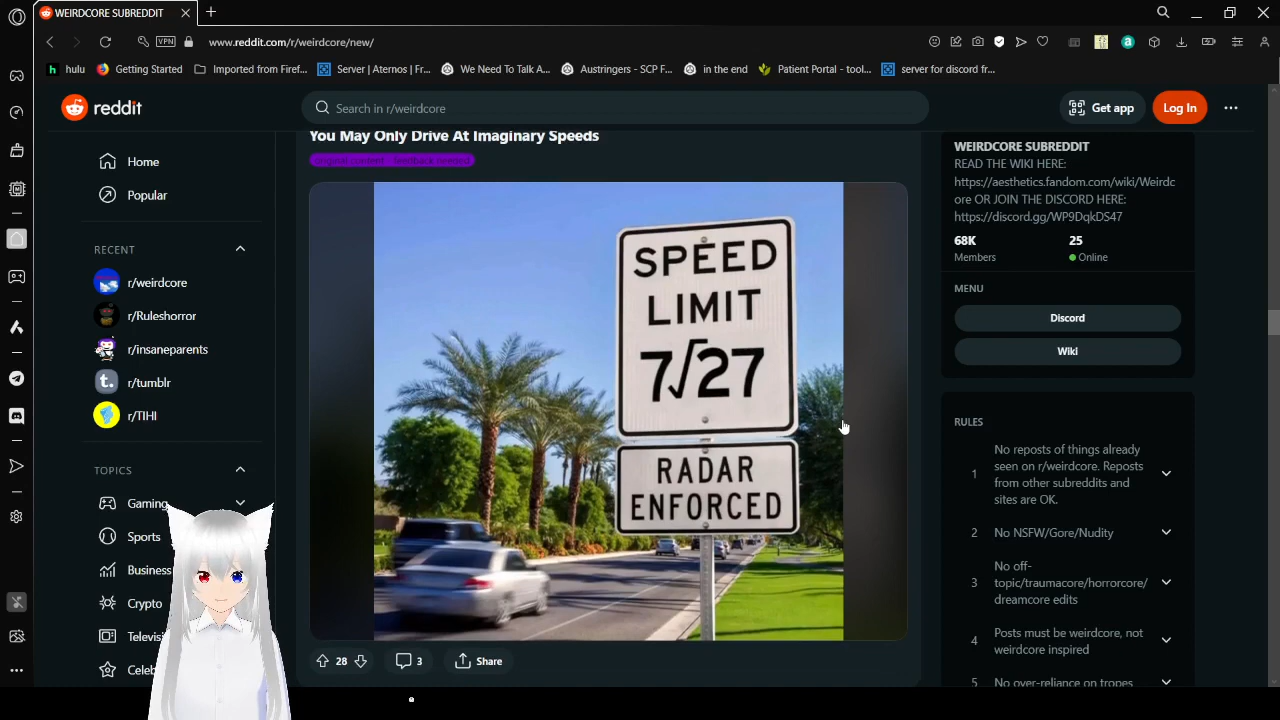 WEIRDCORE SUBREDDIT
VPN
www.reddit.com/r/weirdcore/new/
hulu
Getting Started
Imported from Firef...
Server | Aternos | Fr...
We Need To Talk A...
Austringers - SCP F...
in the end
Patient Portal - tool...
server for discord fr...
reddit
Search in r/weirdcore
Get app
Log In
Home
Popular
RECENT
r/weirdcore
r/Ruleshorror
r/insaneparents
r/tumblr
r/TIHI
TOPICS
Gaming
Sports
Business
Crypto
Televisi
Celeb
You May Only Drive At Imaginary Speeds
original content - feedback needed
SPEED
LIMIT
7√27
RADAR
ENFORCED
28
3
Share
WEIRDCORE SUBREDDIT
READ THE WIKI HERE:
https://aesthetics.fandom.com/wiki/Weirdc
ore OR JOIN THE DISCORD HERE:
https://discord.gg/WP9DqkDS47
68K
25
Members
Online
MENU
Discord
Wiki
RULES
1
No reposts of things already
seen on r/weirdcore. Reposts
from other subreddits and
sites are OK.
2
No NSFW/Gore/Nudity
3
No off-
topic/traumacore/horrorcore/
dreamcore edits
4
Posts must be weirdcore, not
weirdcore inspired
5
No over-reliance on tropes